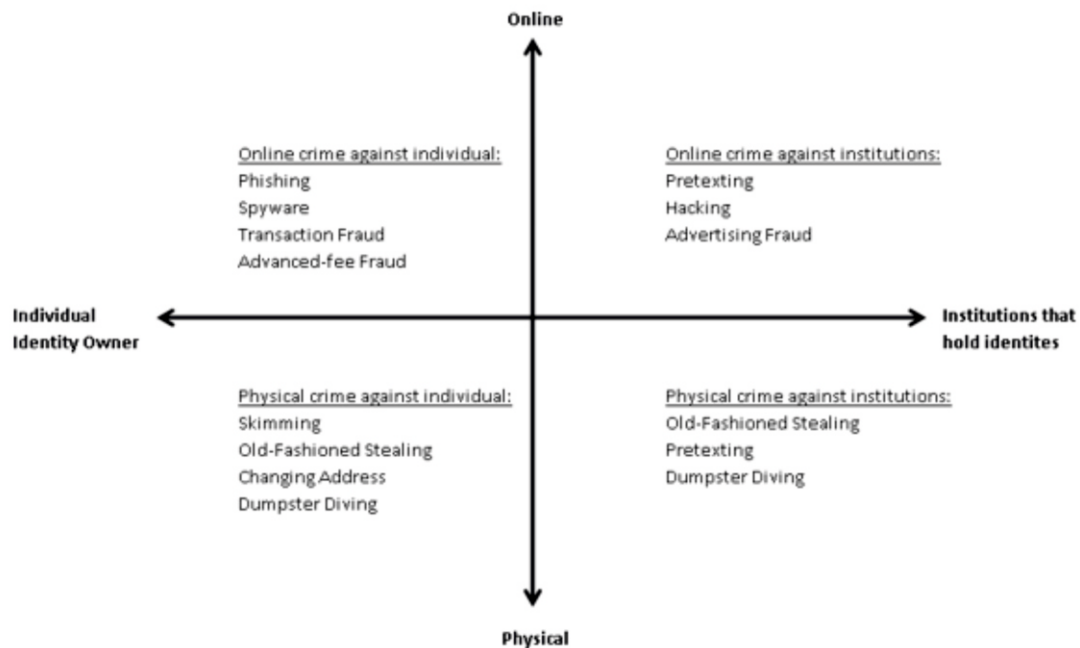 Online
Online crime against individual:
Phishing
Spyware
Transaction Fraud
Advanced-fee Fraud
Online crime against institutions:
Pretexting
Hacking
Advertising Fraud
Individual
Identity Owner
Institutions that
hold identites
Physical crime against individual:
Skimming
Old-Fashioned Stealing
Changing Address
Dumpster Diving
Physical crime against institutions:
Old-Fashioned Stealing
Pretexting
Dumpster Diving
Physical